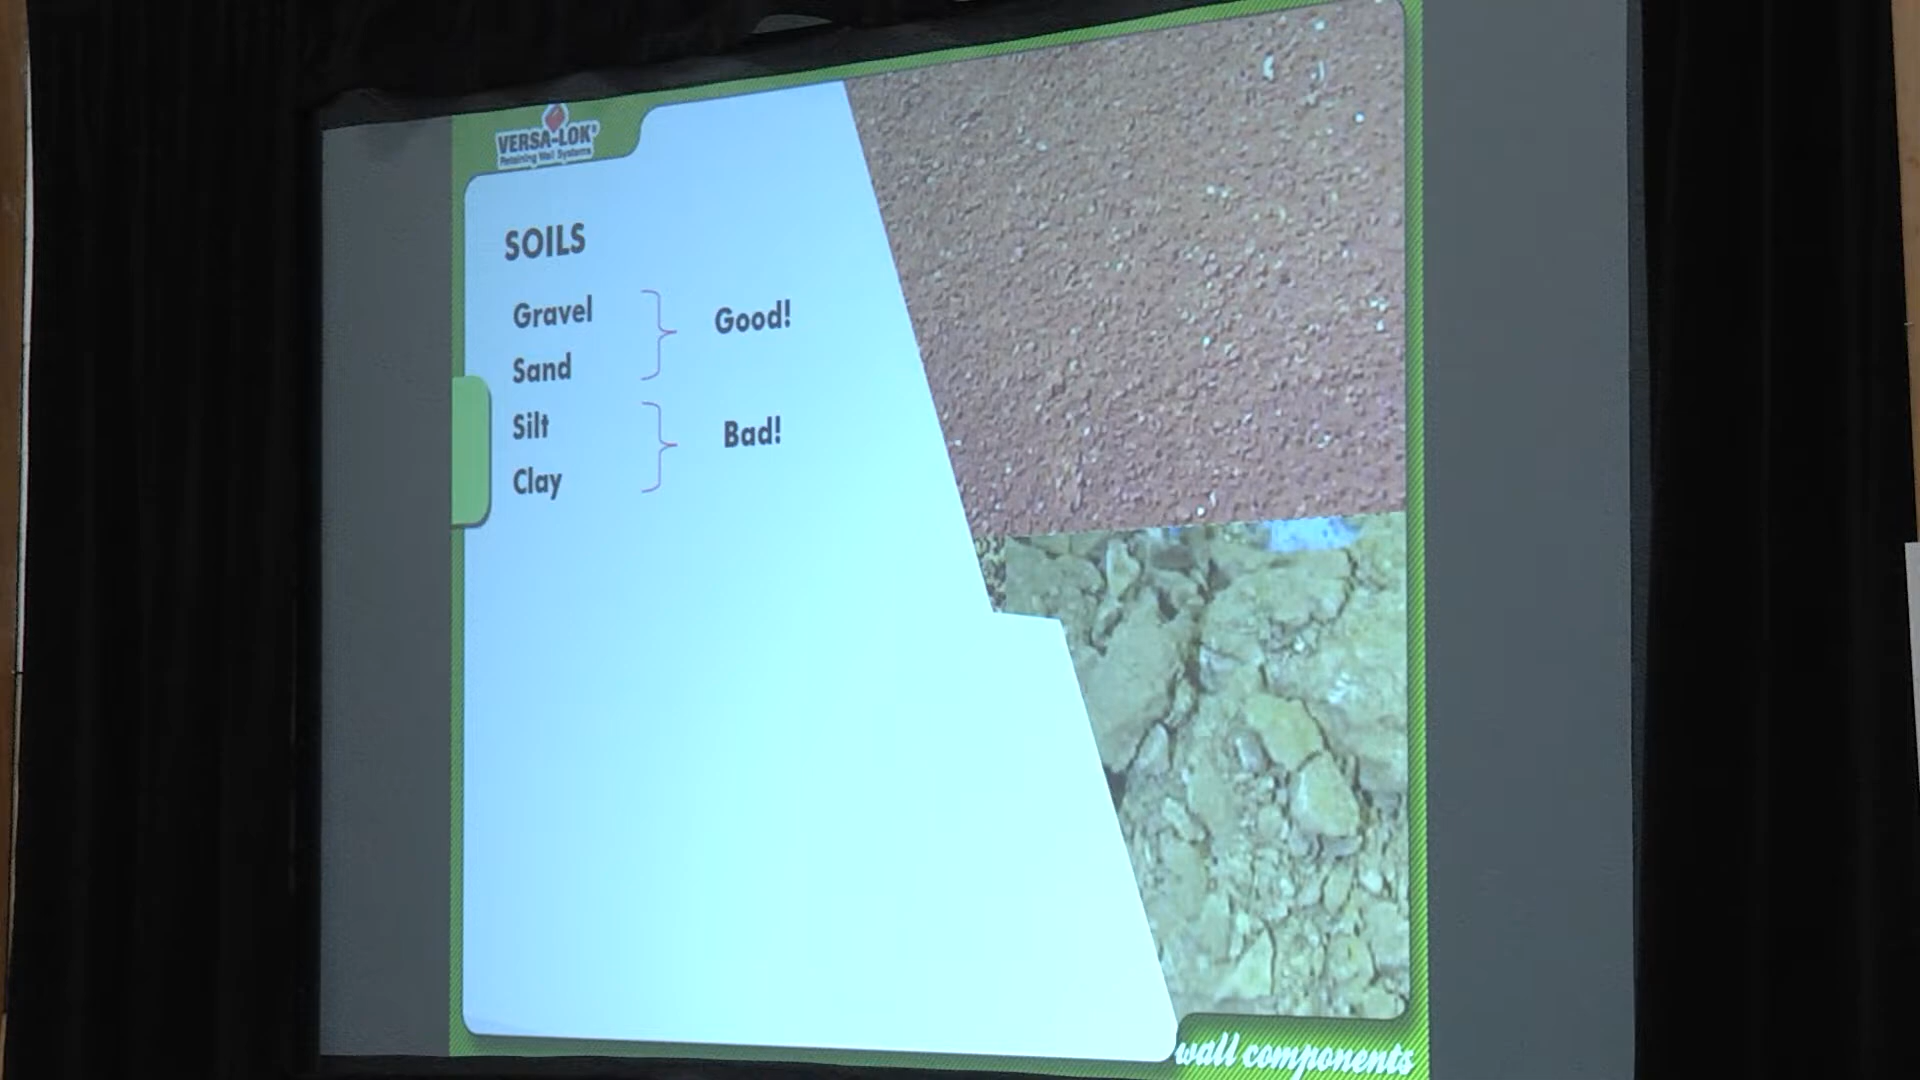 VERSA-LOK®
Retaining Wall Systems
SOILS
Gravel
Sand
Good!
Silt
Clay
Bad!
wall components